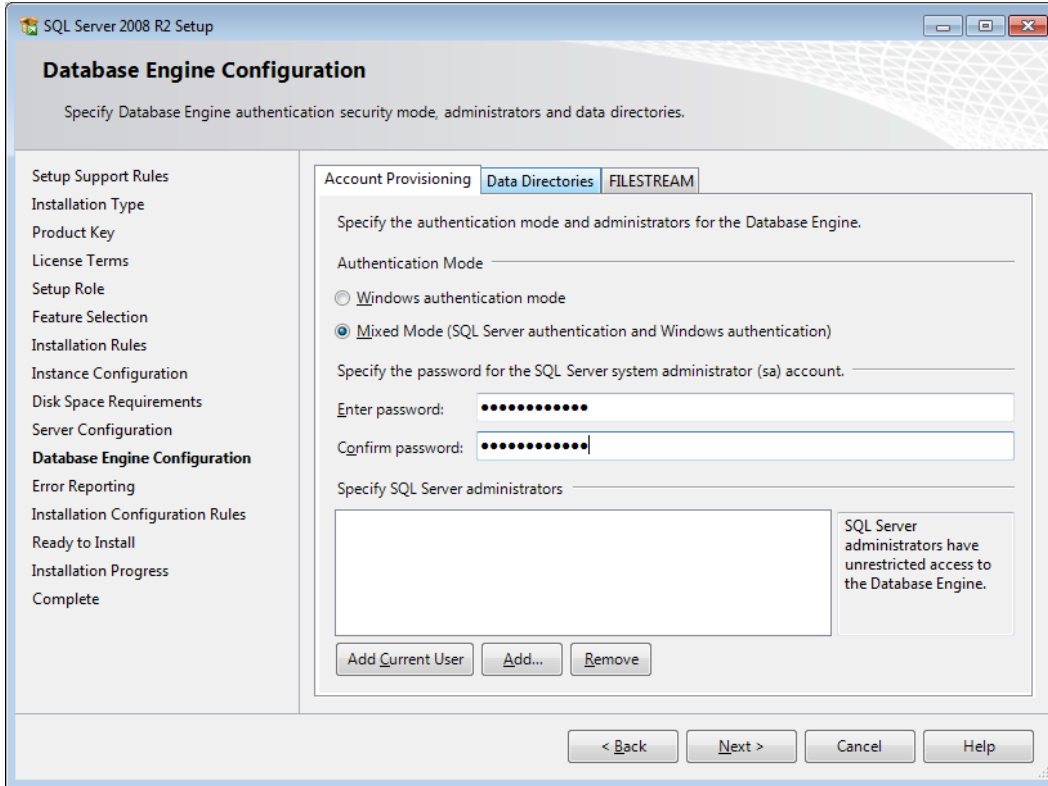 SQL Server 2008 R2 Setup
Database Engine Configuration
Specify Database Engine authentication security mode, administrators and data directories.
Setup Support Rules
Installation Type
Product Key
License Terms
Setup Role
Feature Selection
Installation Rules
Instance Configuration
Disk Space Requirements
Server Configuration
Database Engine Configuration
Error Reporting
Installation Configuration Rules
Ready to Install
Installation Progress
Complete
Account Provisioning Data Directories FILESTREAM
Specify the authentication mode and administrators for the Database Engine.
Authentication Mode
Windows authentication mode
Mixed Mode (SQL Server authentication and Windows authentication)
Specify the password for the SQL Server system administrator (sa) account.
Enter password: ●●●●●●●●●●●●
Confirm password: ●●●●●●●●●●●●
Specify SQL Server administrators
SQL Server
administrators have
unrestricted access to
the Database Engine.
Add Current User Add... Remove
< Back Next > Cancel Help